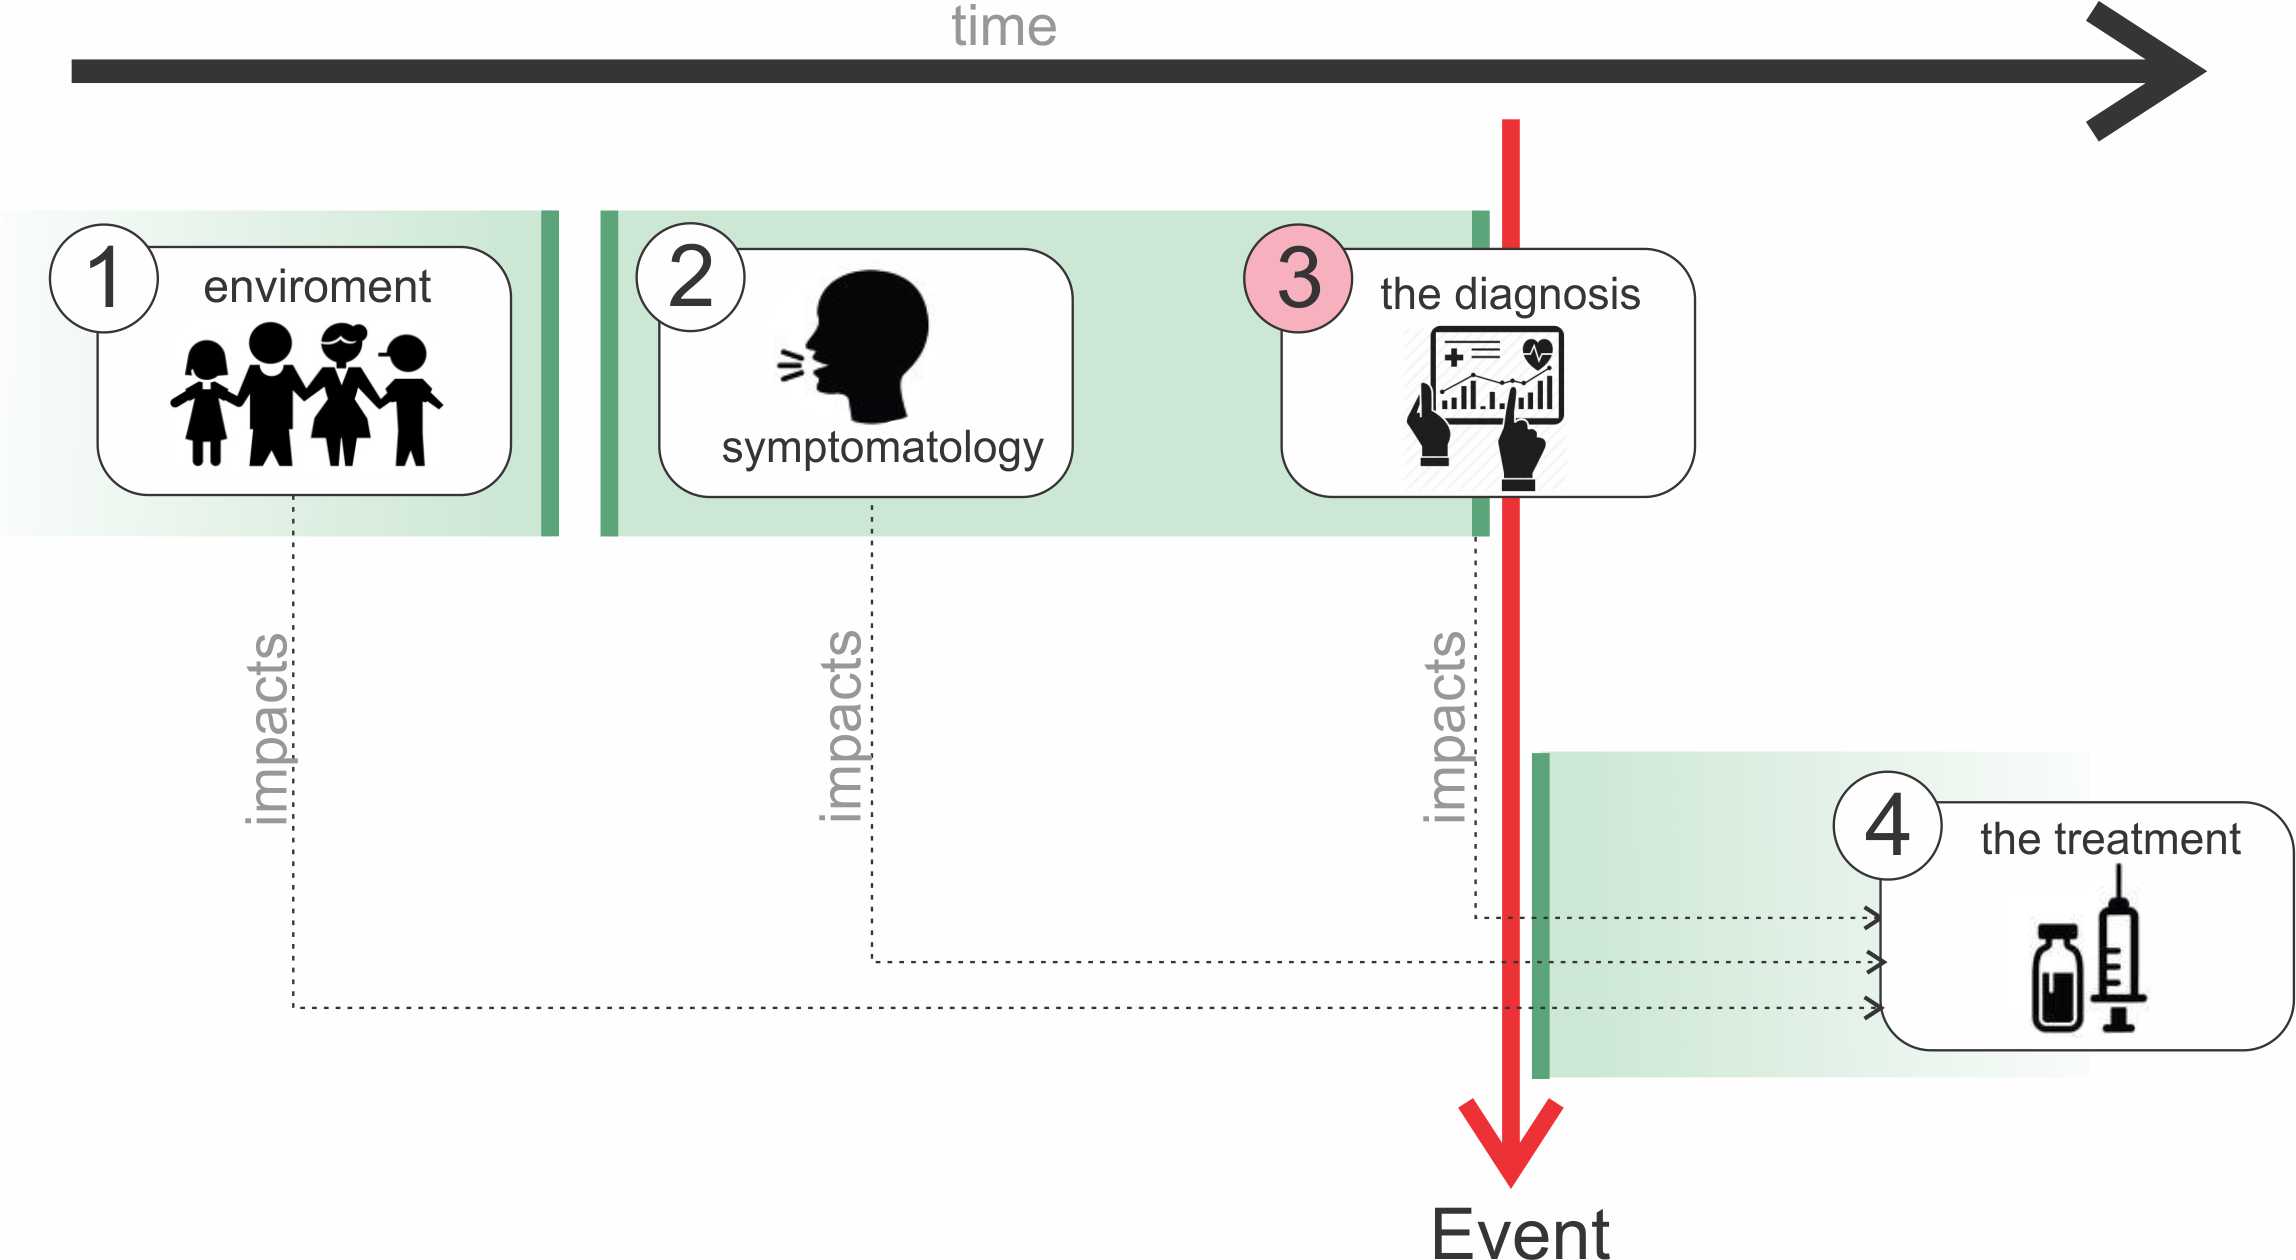 time
1
enviroment
2
symptomatology
3
the diagnosis
impacts
impacts
impacts
4
the treatment
Event